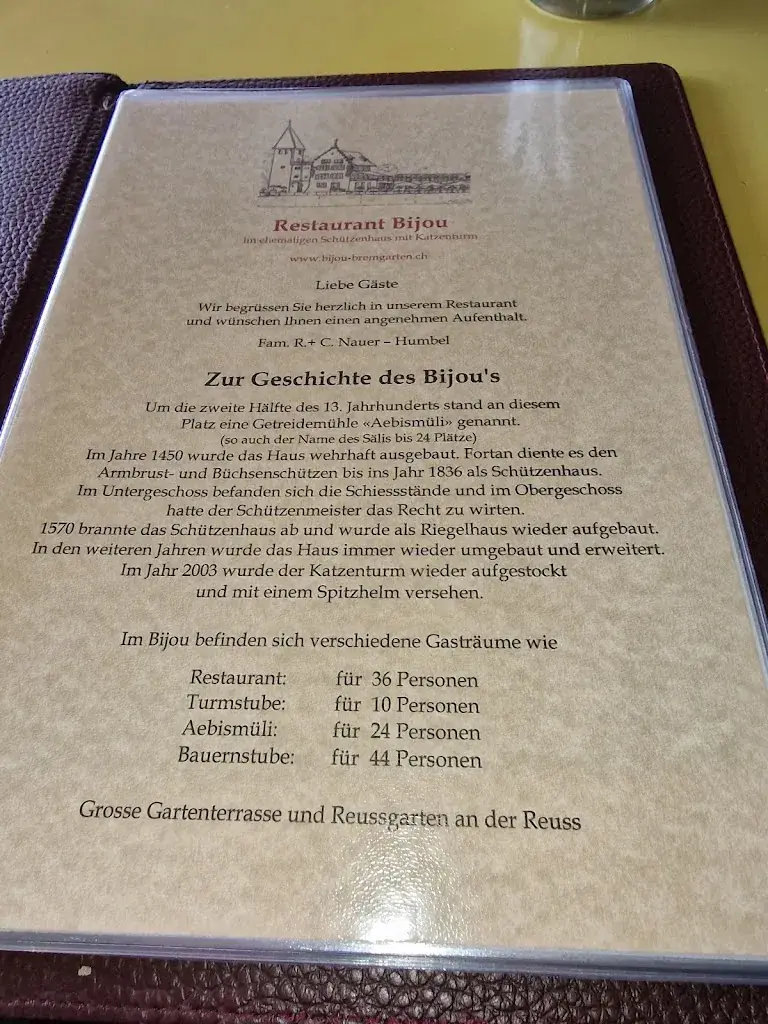 Restaurant Bijou
im ehemaligen Schützenhaus mit Katzenturm
www.bijou-bremgarten.ch
Liebe Gäste
Wir begrüssen Sie herzlich in unserem Restaurant
und wünschen Ihnen einen angenehmen Aufenthalt.
Fam. R.+ C. Nauer – Humbel
Zur Geschichte des Bijou's
Um die zweite Hälfte des 13. Jahrhunderts stand an diesem
Platz eine Getreidemühle «Aebismüli» genannt.
(so auch der Name des Sälis bis 24 Plätze)
Im Jahre 1450 wurde das Haus wehrhaft ausgebaut. Fortan diente es den
Armbrust- und Büchsenschützen bis ins Jahr 1836 als Schützenhaus.
Im Untergeschoss befanden sich die Schiessstände und im Obergeschoss
hatte der Schützenmeister das Recht zu wirten.
1570 brannte das Schützenhaus ab und wurde als Riegelhaus wieder aufgebaut.
In den weiteren Jahren wurde das Haus immer wieder umgebaut und erweitert.
Im Jahr 2003 wurde der Katzenturm wieder aufgestockt
und mit einem Spitzhelm versehen.
Im Bijou befinden sich verschiedene Gasträume wie
Restaurant: für 36 Personen
Turmstube: für 10 Personen
Aebismüli: für 24 Personen
Bauernstube: für 44 Personen
Grosse Gartenterrasse und Reussgarten an der Reuss